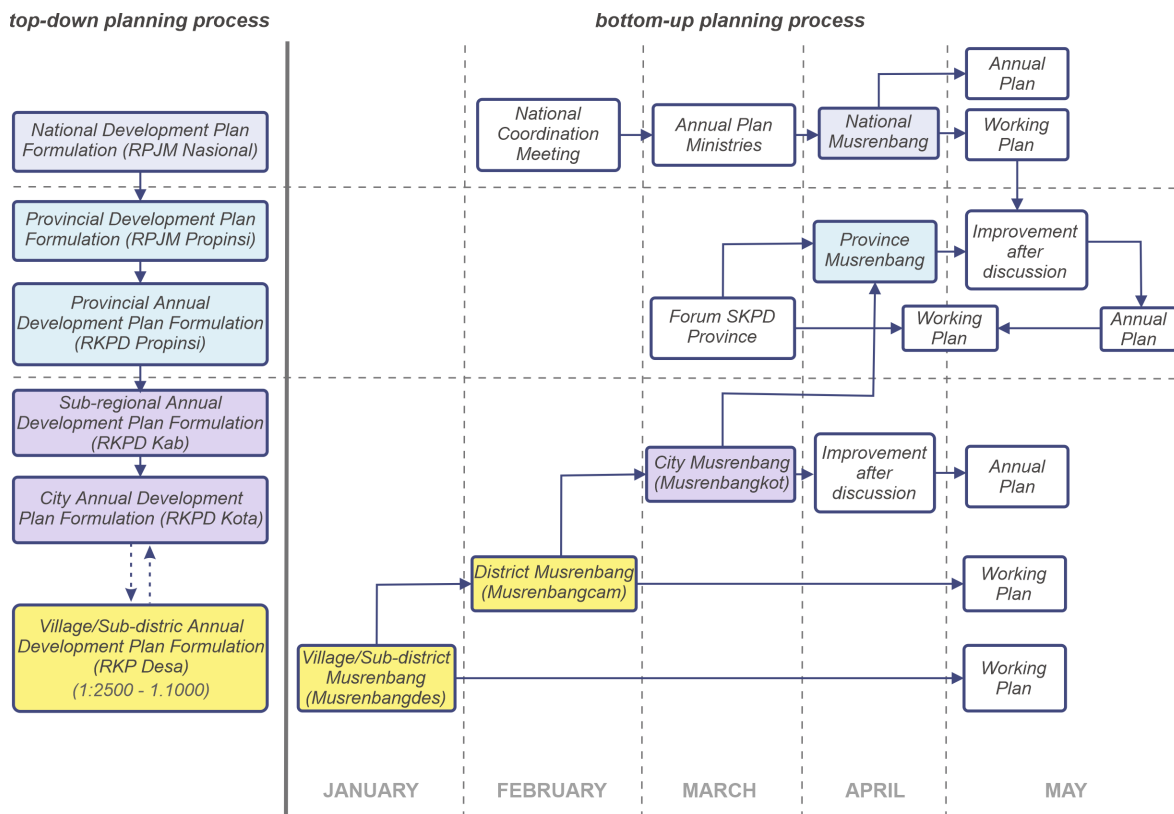 top-down planning process
bottom-up planning process
National Development Plan
Formulation (RPJM Nasional)
Provincial Development Plan
Formulation (RPJM Propinsi)
Provincial Annual
Development Plan Formulation
(RKPD Propinsi)
Sub-regional Annual
Development Plan Formulation
(RKPD Kab)
City Annual Development
Plan Formulation (RKPD Kota)
Village/Sub-distric Annual
Development Plan Formulation
(RKP Desa)
(1:2500 - 1.1000)
National
Coordination
Meeting
Annual Plan
Ministries
National
Musrenbang
Annual
Plan
Working
Plan
Province
Musrenbang
Improvement
after
discussion
Forum SKPD
Province
Working
Plan
Annual
Plan
City Musrenbang
(Musrenbangkot)
Improvement
after
discussion
Annual
Plan
District Musrenbang
(Musrenbangcam)
Working
Plan
Village/Sub-district
Musrenbang
(Musrenbangdes)
Working
Plan
JANUARY
FEBRUARY
MARCH
APRIL
MAY